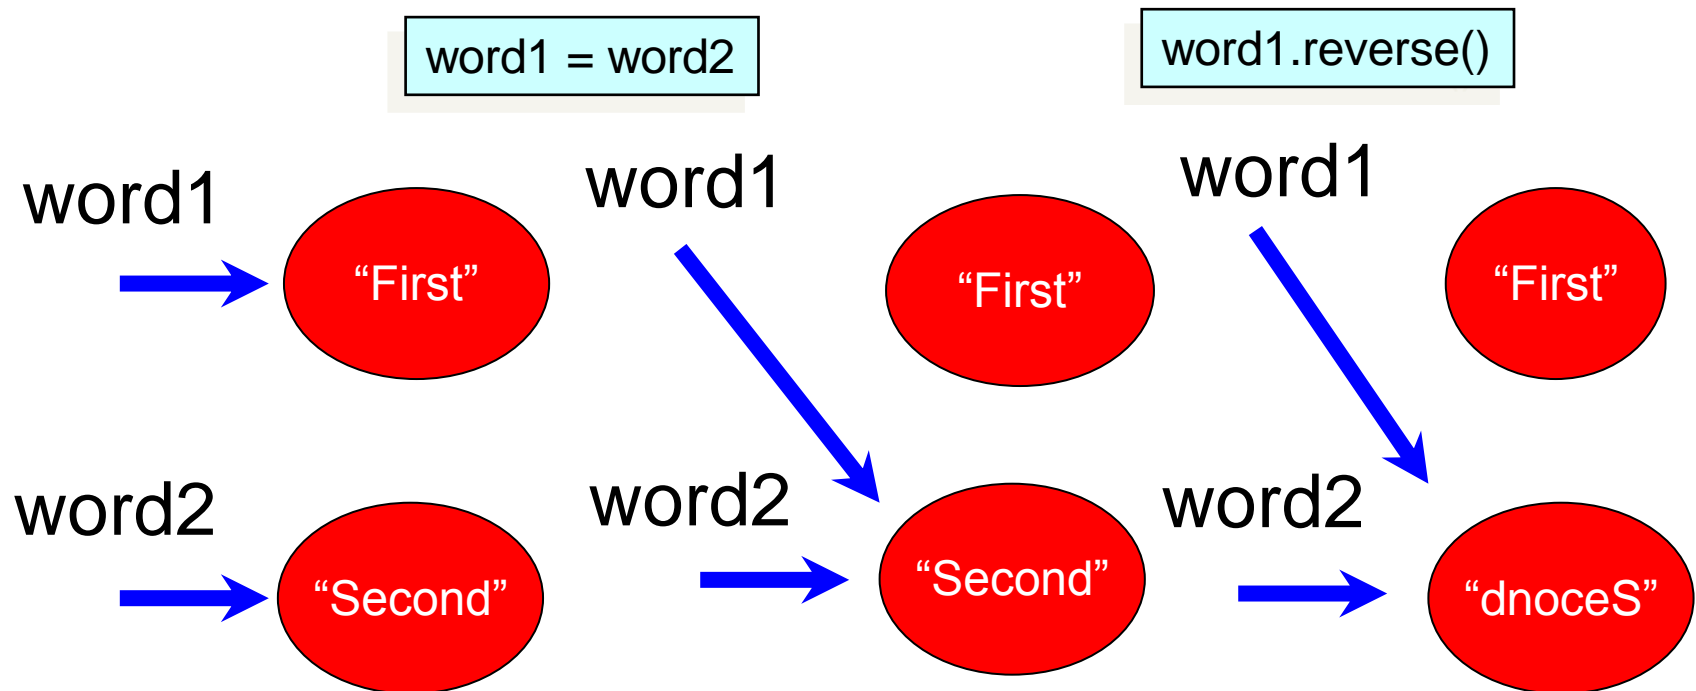 word1 = word2
word1.reverse()
word1
“First”
word1
“First”
word1
“First”
word2
“Second”
word2
“Second”
word2
“dnoceS”